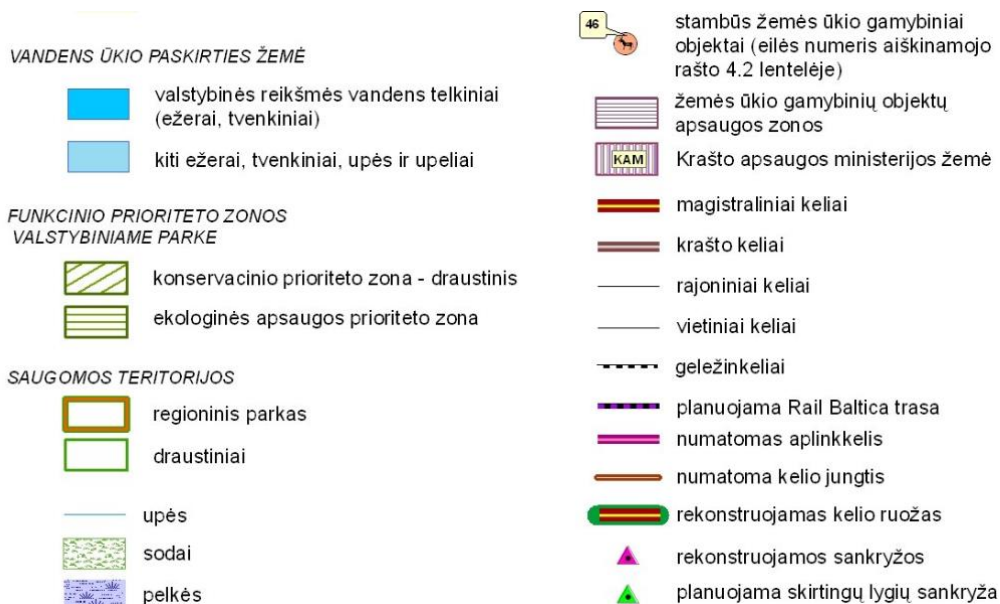 VANDENS ŪKIO PASKIRTIES ŽEMĖ
valstybinės reikšmės vandens telkiniai
(ežerai, tvenkiniai)
kiti ežerai, tvenkiniai, upės ir upeliai
FUNKCINIO PRIORITETO ZONOS
VALSTYBINIAME PARKE
konservacinio prioriteto zona - draustinis
ekologinės apsaugos prioriteto zona
SAUGOMOS TERITORIJOS
regioninis parkas
draustiniai
upės
sodai
pelkės
46
stambūs žemės ūkio gamybiniai
objektai (eilės numeris aiškinamojo
rašto 4.2 lentelėje)
žemės ūkio gamybinių objektų
apsaugos zonos
KAM
Krašto apsaugos ministerijos žemė
magistraliniai keliai
krašto keliai
rajoniniai keliai
vietiniai keliai
geležinkeliai
planuojama Rail Baltica trasa
numatomas aplinkkelis
numatoma kelio jungtis
rekonstruojamas kelio ruožas
rekonstruojamos sankryžos
planuojama skirtingų lygių sankryža